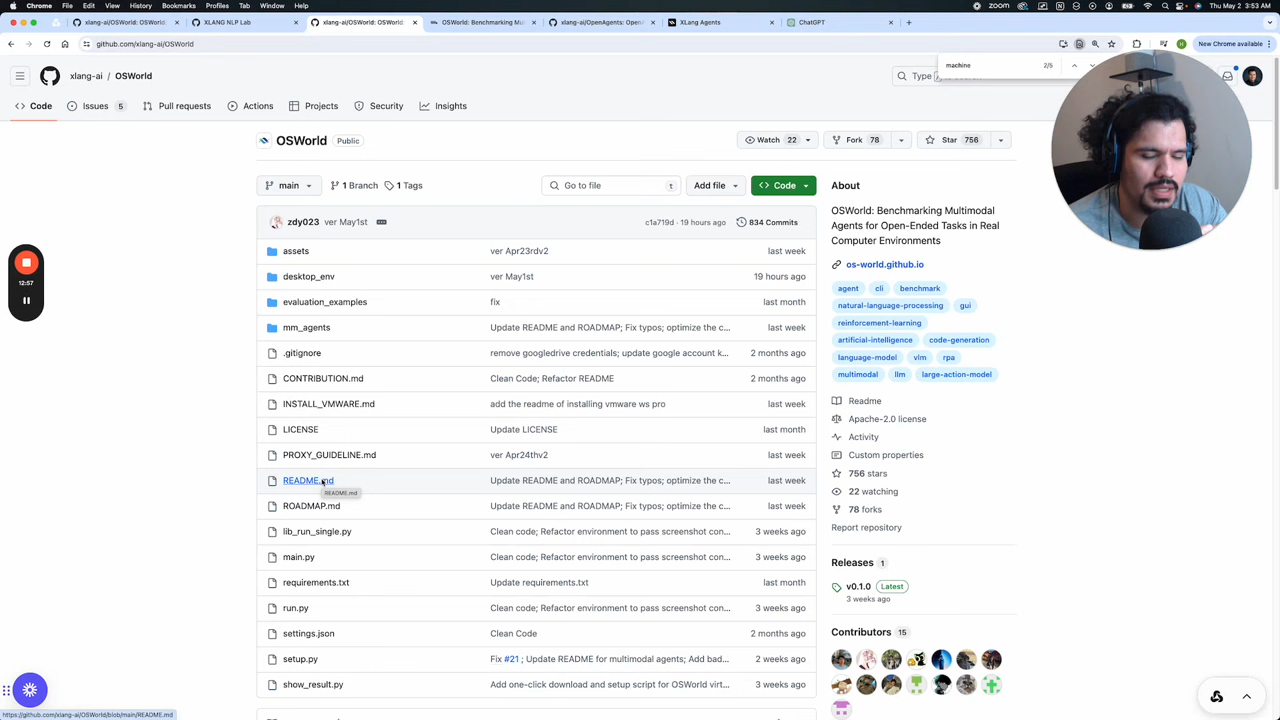 Chrome File Edit View History Bookmarks Profiles Tab Window Help
zoom
Thu May 2 3:53 AM
xlang-ai/OSWorld: OSWorld:
XLANG NLP Lab
xlang-ai/OSWorld: OSWorld:
OSWorld: Benchmarking Mul
xlang-ai/OpenAgents: Open
XLang Agents
ChatGPT
github.com/xlang-ai/OSWorld
New Chrome available
machine 2/5
xlang-ai / OSWorld
Type
Code
Issues 5
Pull requests
Actions
Projects
Security
Insights
OSWorld Public
Watch 22
Fork 78
Star 756
main
1 Branch
1 Tags
Go to file t
Add file
Code
zdy023 ver May1st
c1a719d · 19 hours ago
834 Commits
assets ver Apr23rdv2 last week
desktop_env ver May1st 19 hours ago
evaluation_examples fix last month
mm_agents Update README and ROADMAP; Fix typos; optimize the c... last week
.gitignore remove googledrive credentials; update google account k... 2 months ago
CONTRIBUTION.md Clean Code; Refactor README 2 months ago
INSTALL_VMWARE.md add the readme of installing vmware ws pro last week
LICENSE Update LICENSE last month
PROXY_GUIDELINE.md ver Apr24thv2 last week
README.md Update README and ROADMAP; Fix typos; optimize the c... last week
README.md
ROADMAP.md Update README and ROADMAP; Fix typos; optimize the c... last week
lib_run_single.py Clean code; Refactor environment to pass screenshot con... 3 weeks ago
main.py Clean code; Refactor environment to pass screenshot con... 3 weeks ago
requirements.txt Update requirements.txt last month
run.py Clean code; Refactor environment to pass screenshot con... 3 weeks ago
settings.json Clean Code 2 months ago
setup.py Fix #21 ; Update README for multimodal agents; Add bad... 2 weeks ago
show_result.py Add one-click download and setup script for OSWorld virt... 3 weeks ago
About
OSWorld: Benchmarking Multimodal
Agents for Open-Ended Tasks in Real
Computer Environments
os-world.github.io
agent cli benchmark
natural-language-processing gui
reinforcement-learning
artificial-intelligence code-generation
language-model vlm rpa
multimodal llm large-action-model
Readme
Apache-2.0 license
Activity
Custom properties
756 stars
22 watching
78 forks
Report repository
Releases 1
v0.1.0 Latest
3 weeks ago
Contributors 15
12:57
https://github.com/xlang-ai/OSWorld/blob/main/README.md